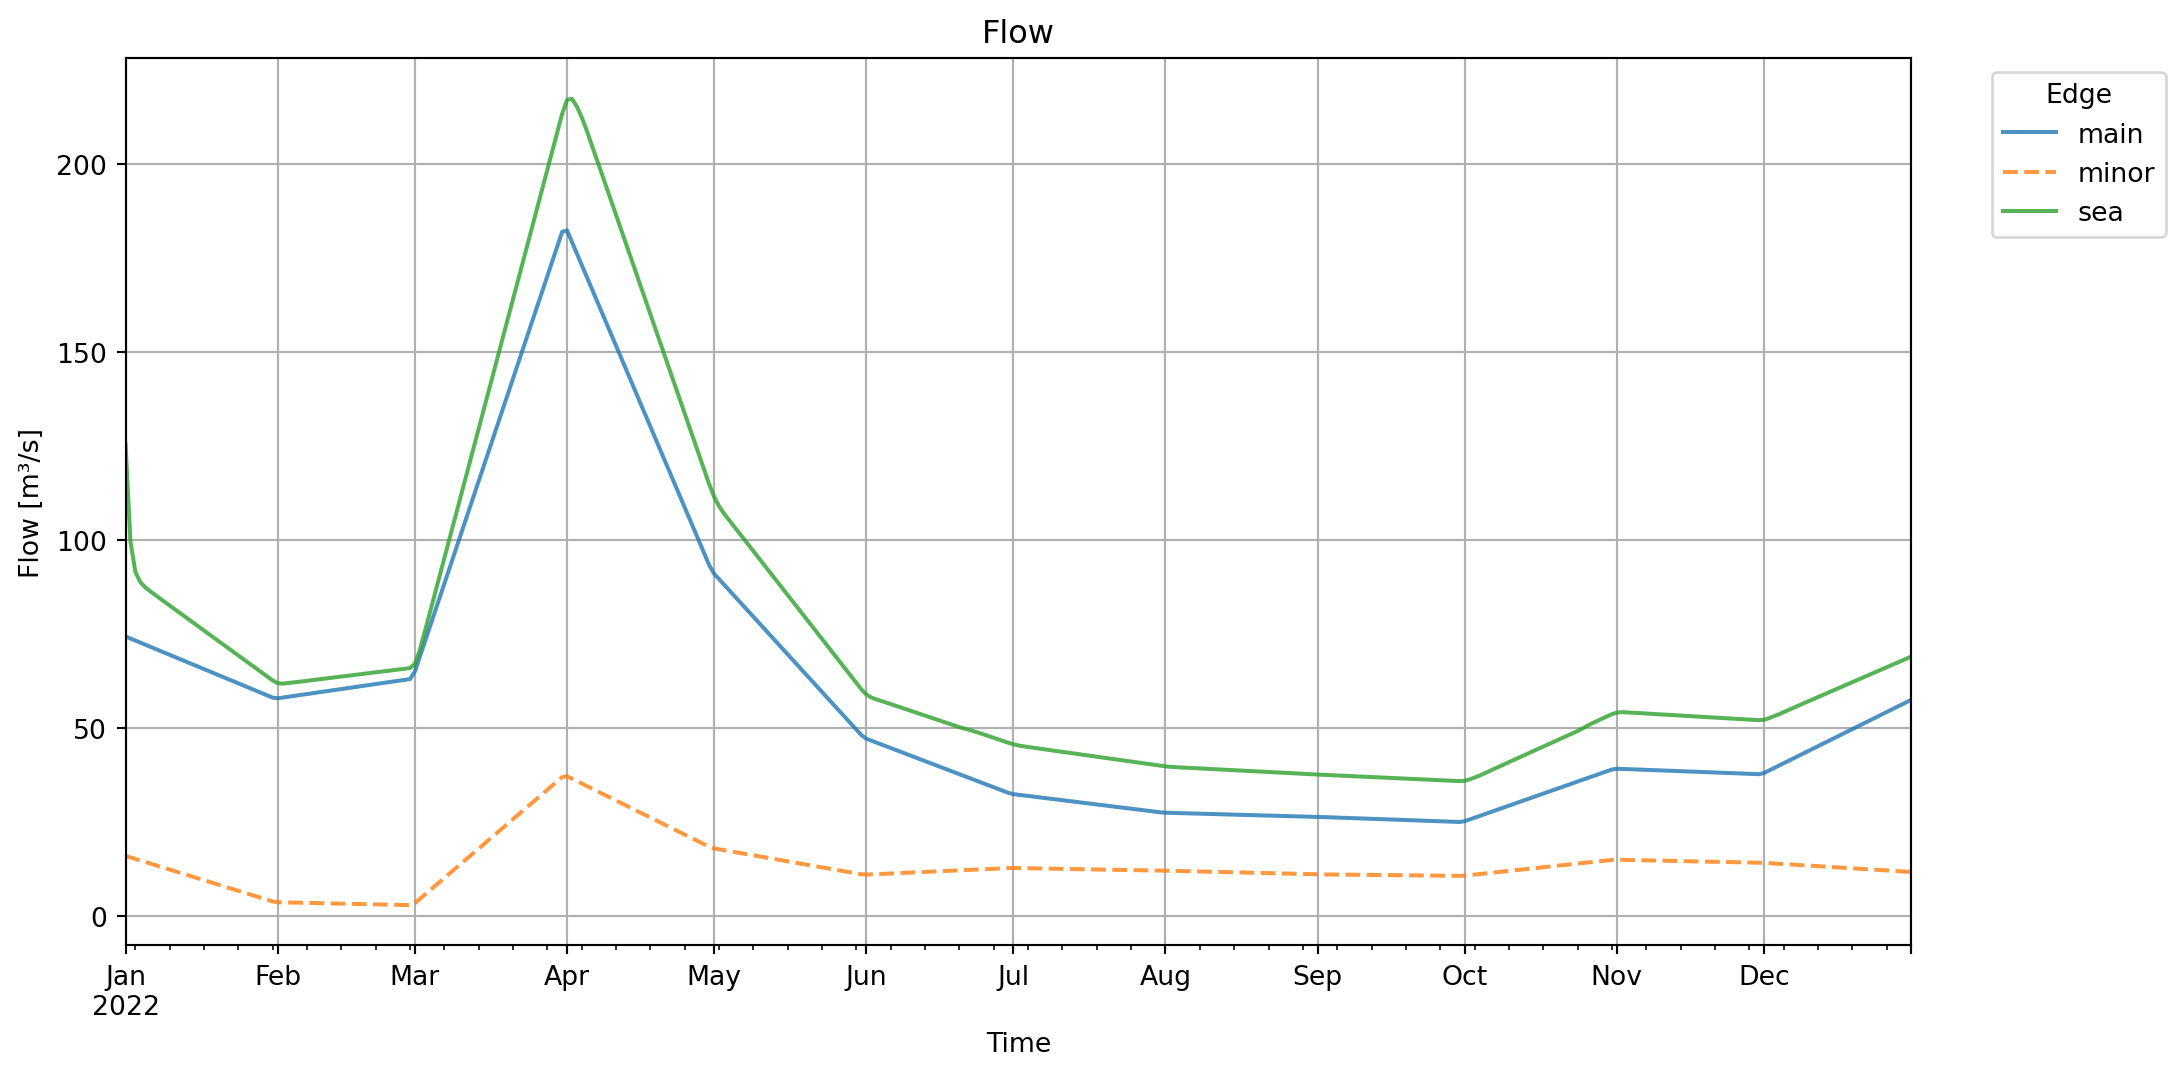 Flow
Flow [m³/s]
200
150
100
50
0
Jan Feb Mar Apr May Jun Jul Aug Sep Oct Nov Dec
2022
Time
Edge
main
minor
sea